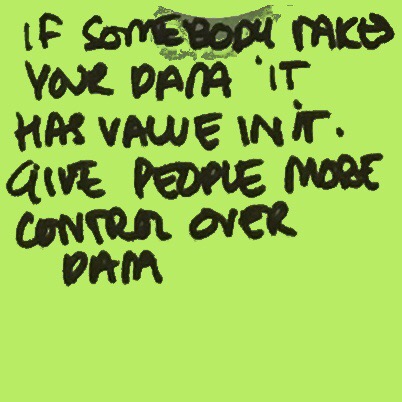 IF SOMEBODY TAKES
YOUR DATA IT
HAS VALUE IN IT.
GIVE PEOPLE MORE
CONTROL OVER
DATA